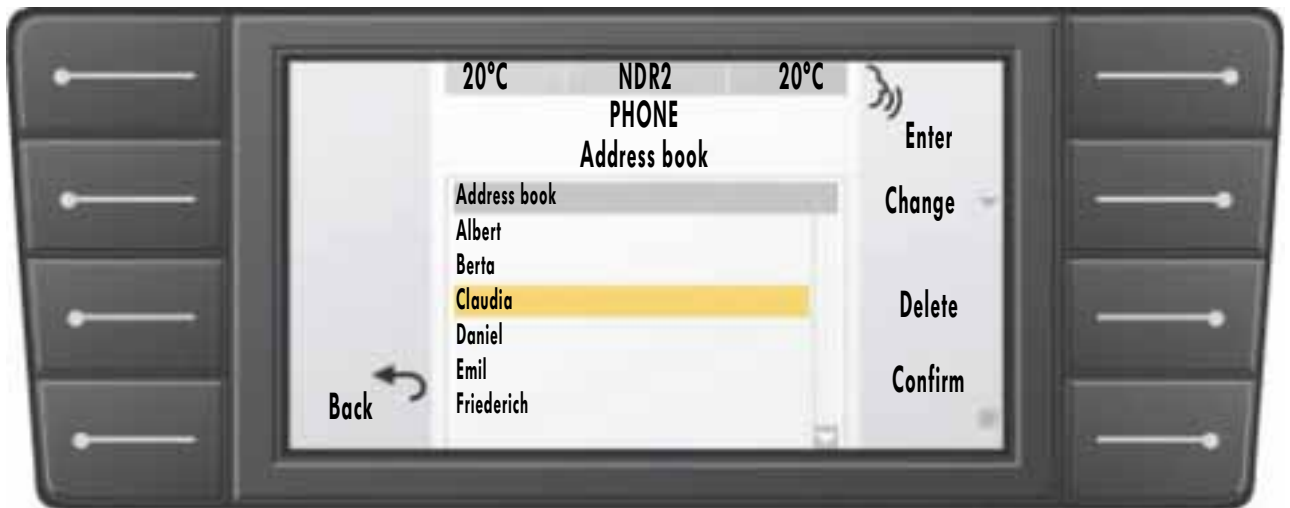 20°C NDR2 20°C
PHONE
Enter
Address book
Address book
Change
Albert
Berta
Claudia
Delete
Daniel
Emil
Confirm
Back
Friederich